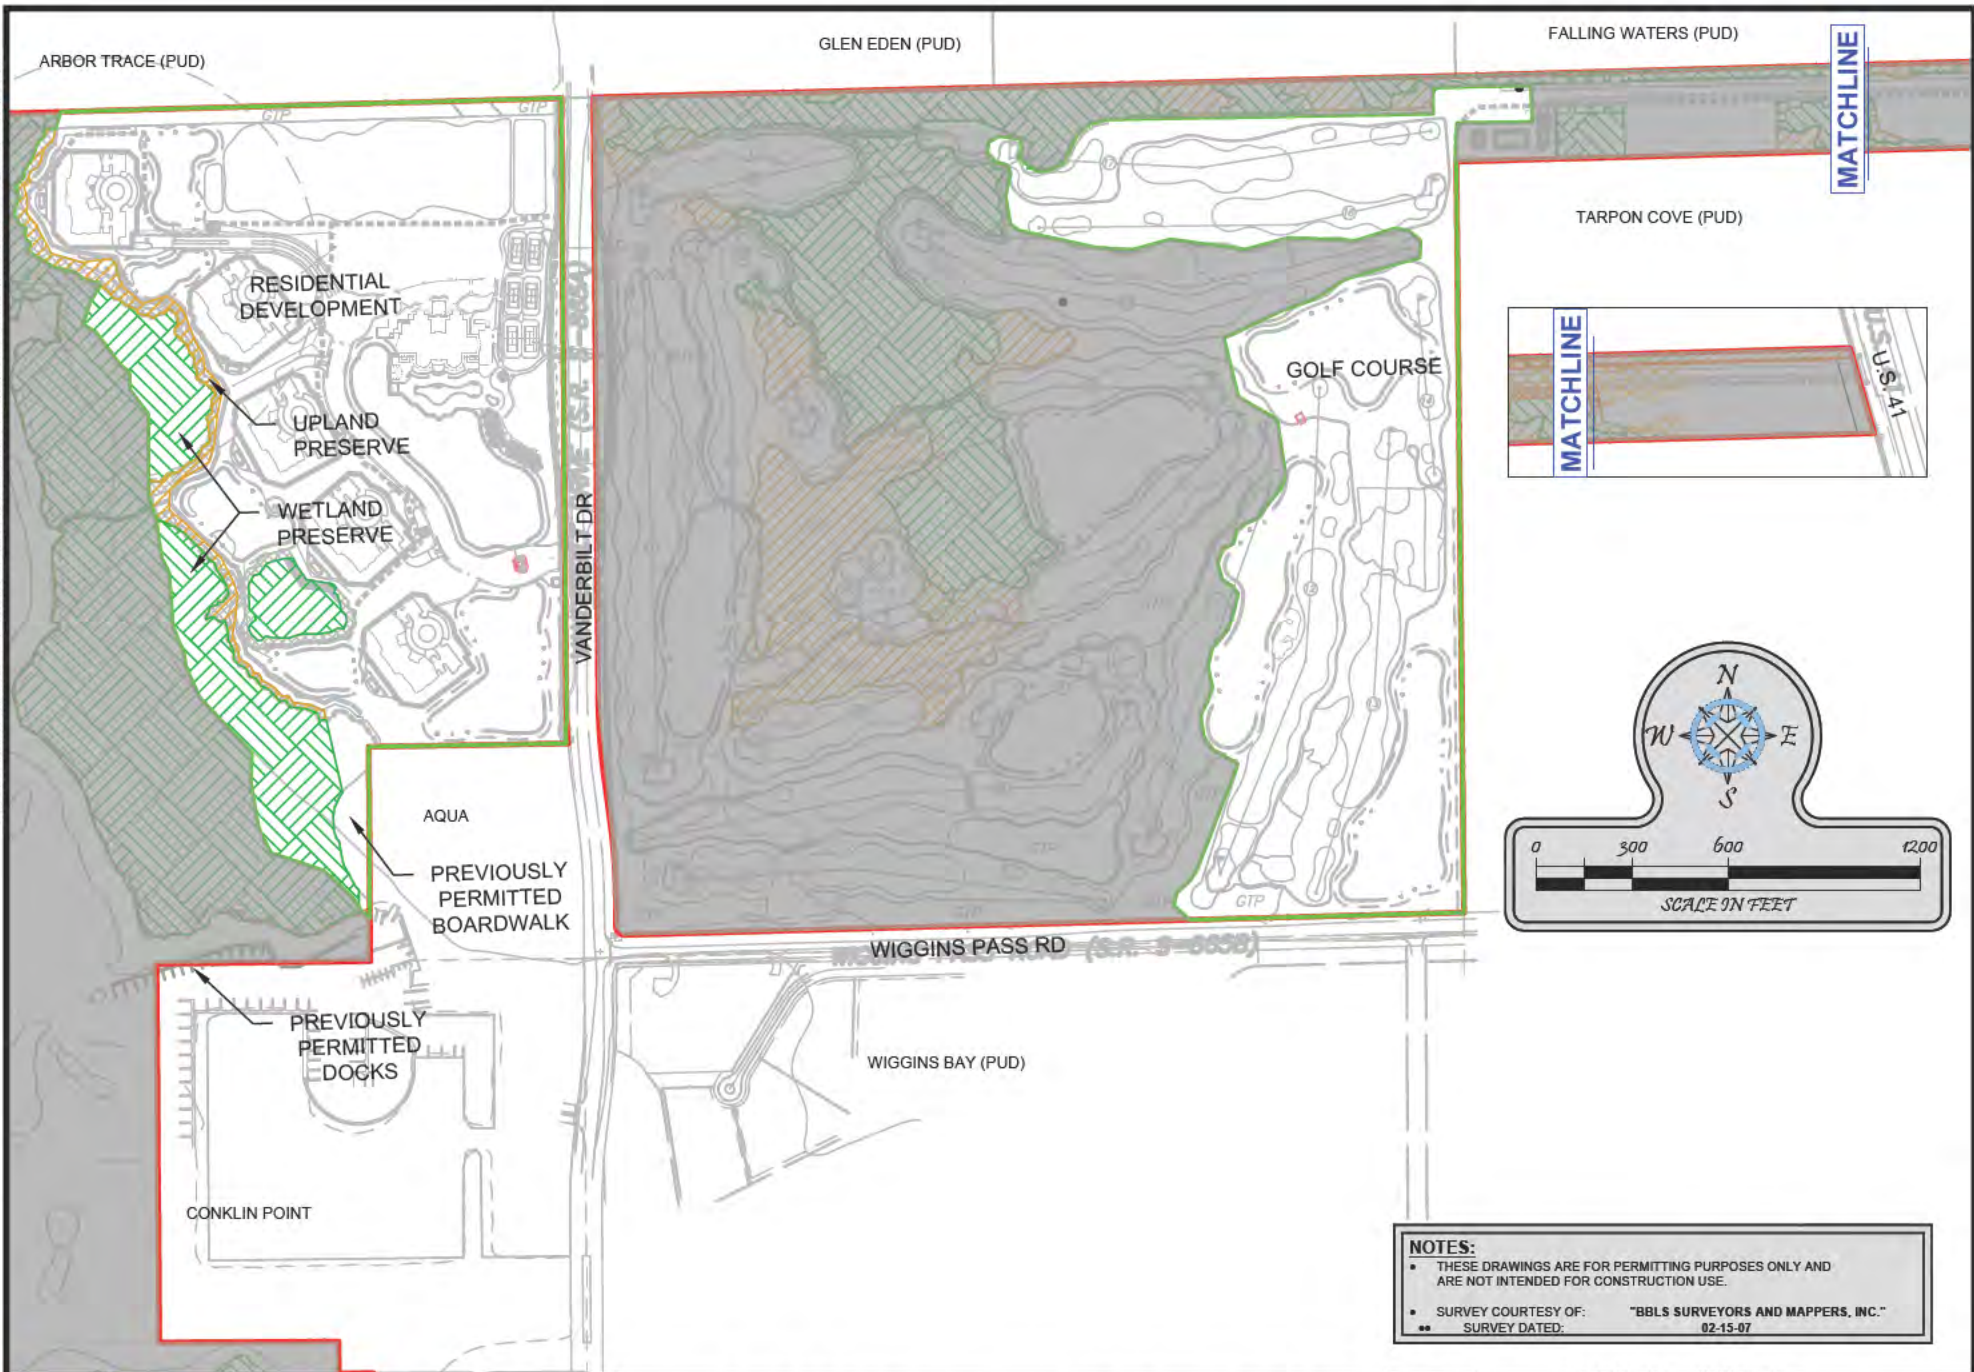 ARBOR TRACE (PUD)
GLEN EDEN (PUD)
FALLING WATERS (PUD)
MATCHLINE
GTP
GTP
TARPON COVE (PUD)
RESIDENTIAL
DEVELOPMENT
MATCHLINE
U.S. 41
GOLF COURSE
UPLAND
PRESERVE
WETLAND
PRESERVE
VANDERBILT DR
N
W
E
S
0 300 600 1200
SCALE IN FEET
AQUA
PREVIOUSLY
PERMITTED
BOARDWALK
GTP
WIGGINS PASS RD
PREVIOUSLY
PERMITTED
DOCKS
WIGGINS BAY (PUD)
CONKLIN POINT
NOTES:
• THESE DRAWINGS ARE FOR PERMITTING PURPOSES ONLY AND
ARE NOT INTENDED FOR CONSTRUCTION USE.
• SURVEY COURTESY OF: "BBLS SURVEYORS AND MAPPERS, INC."
•• SURVEY DATED: 02-15-07